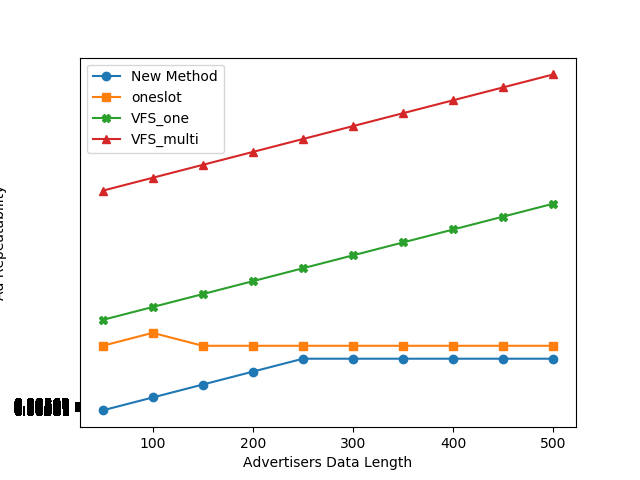 New Method
oneslot
VFS_one
VFS_multi
Ad Repeatability
100
200
300
400
500
Advertisers Data Length